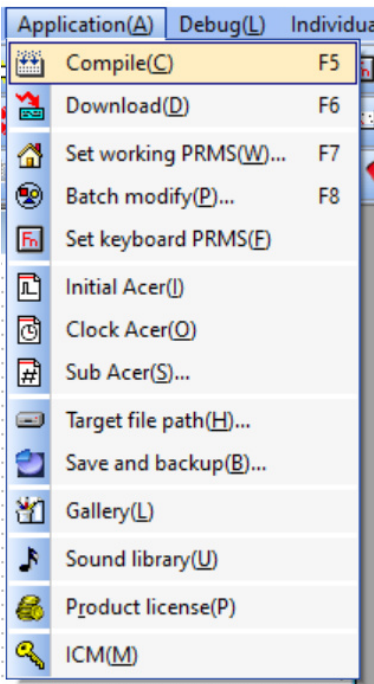 Application(A) Debug(L) Individua
Compile(C) F5
Download(D) F6
Set working PRMS(W)... F7
Batch modify(P)... F8
Set keyboard PRMS(F)
Initial Acer(I)
Clock Acer(O)
Sub Acer(S)...
Target file path(H)...
Save and backup(B)...
Gallery(L)
Sound library(U)
Product license(P)
ICM(M)